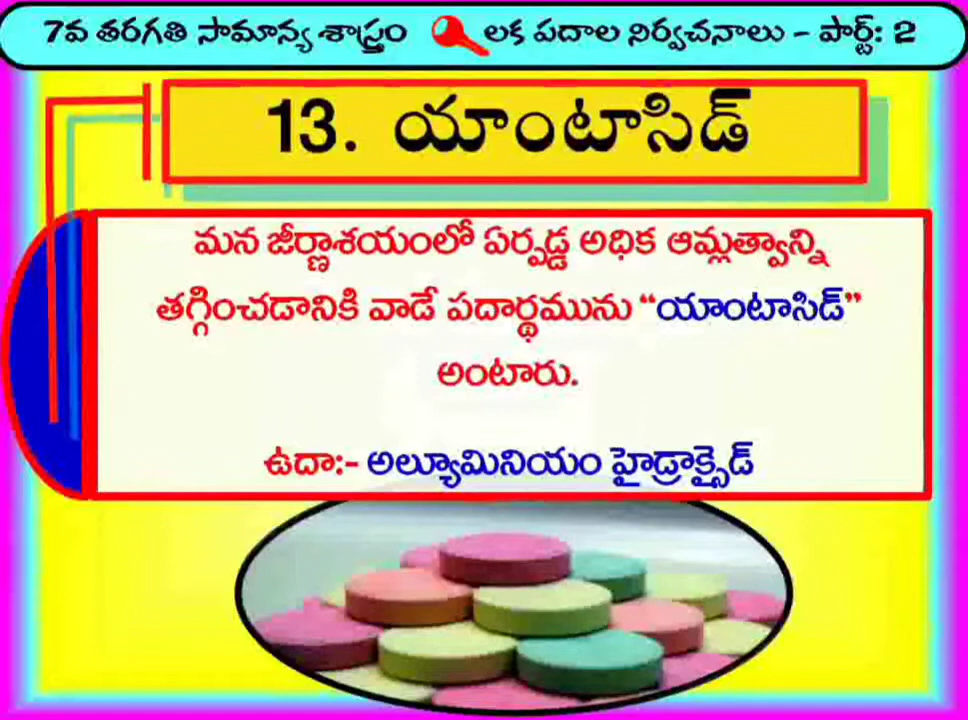 7వ తరగతి సామాన్య శాస్త్రం 🔍లక పదాల నిర్వచనాలు - పార్ట్: 2
13. యాంటాసిడ్
మన జీర్ణాశయంలో ఏర్పడ్డ అధిక ఆమ్లత్వాన్ని
తగ్గించడానికి వాడే పదార్థమును “యాంటాసిడ్”
అంటారు.
ఉదా:- అల్యూమినియం హైడ్రాక్సైడ్